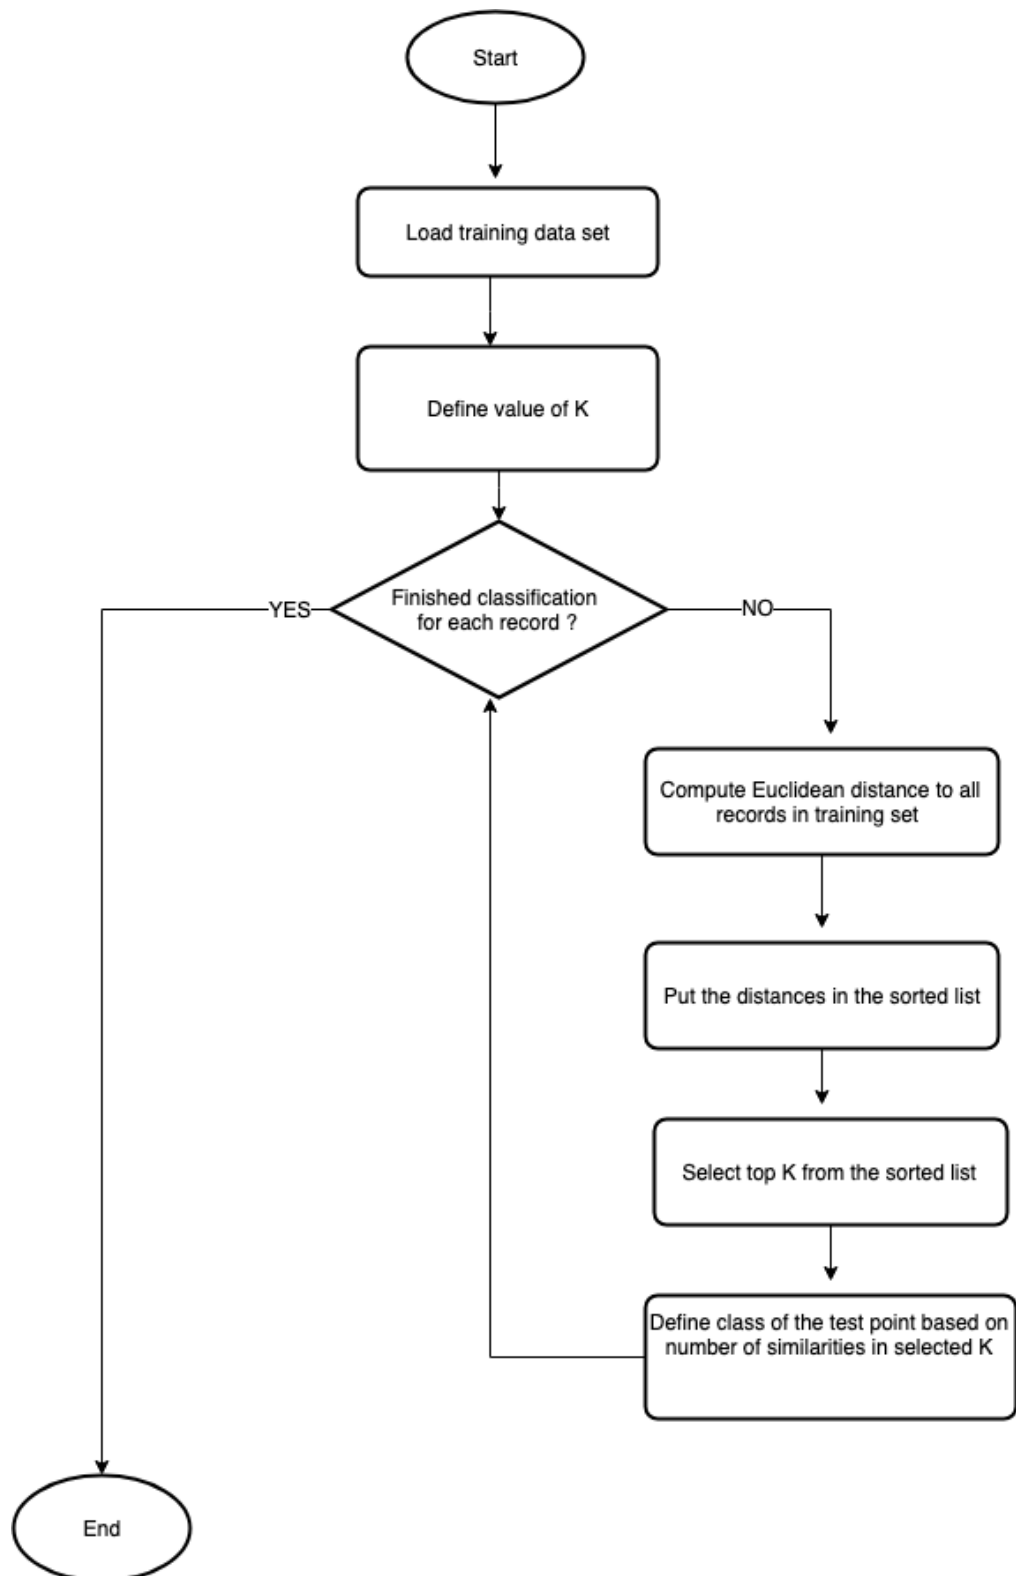 Start
Load training data set
Define value of K
Finished classification
for each record ?
YES
NO
Compute Euclidean distance to all
records in training set
Put the distances in the sorted list
Select top K from the sorted list
Define class of the test point based on
number of similarities in selected K
End